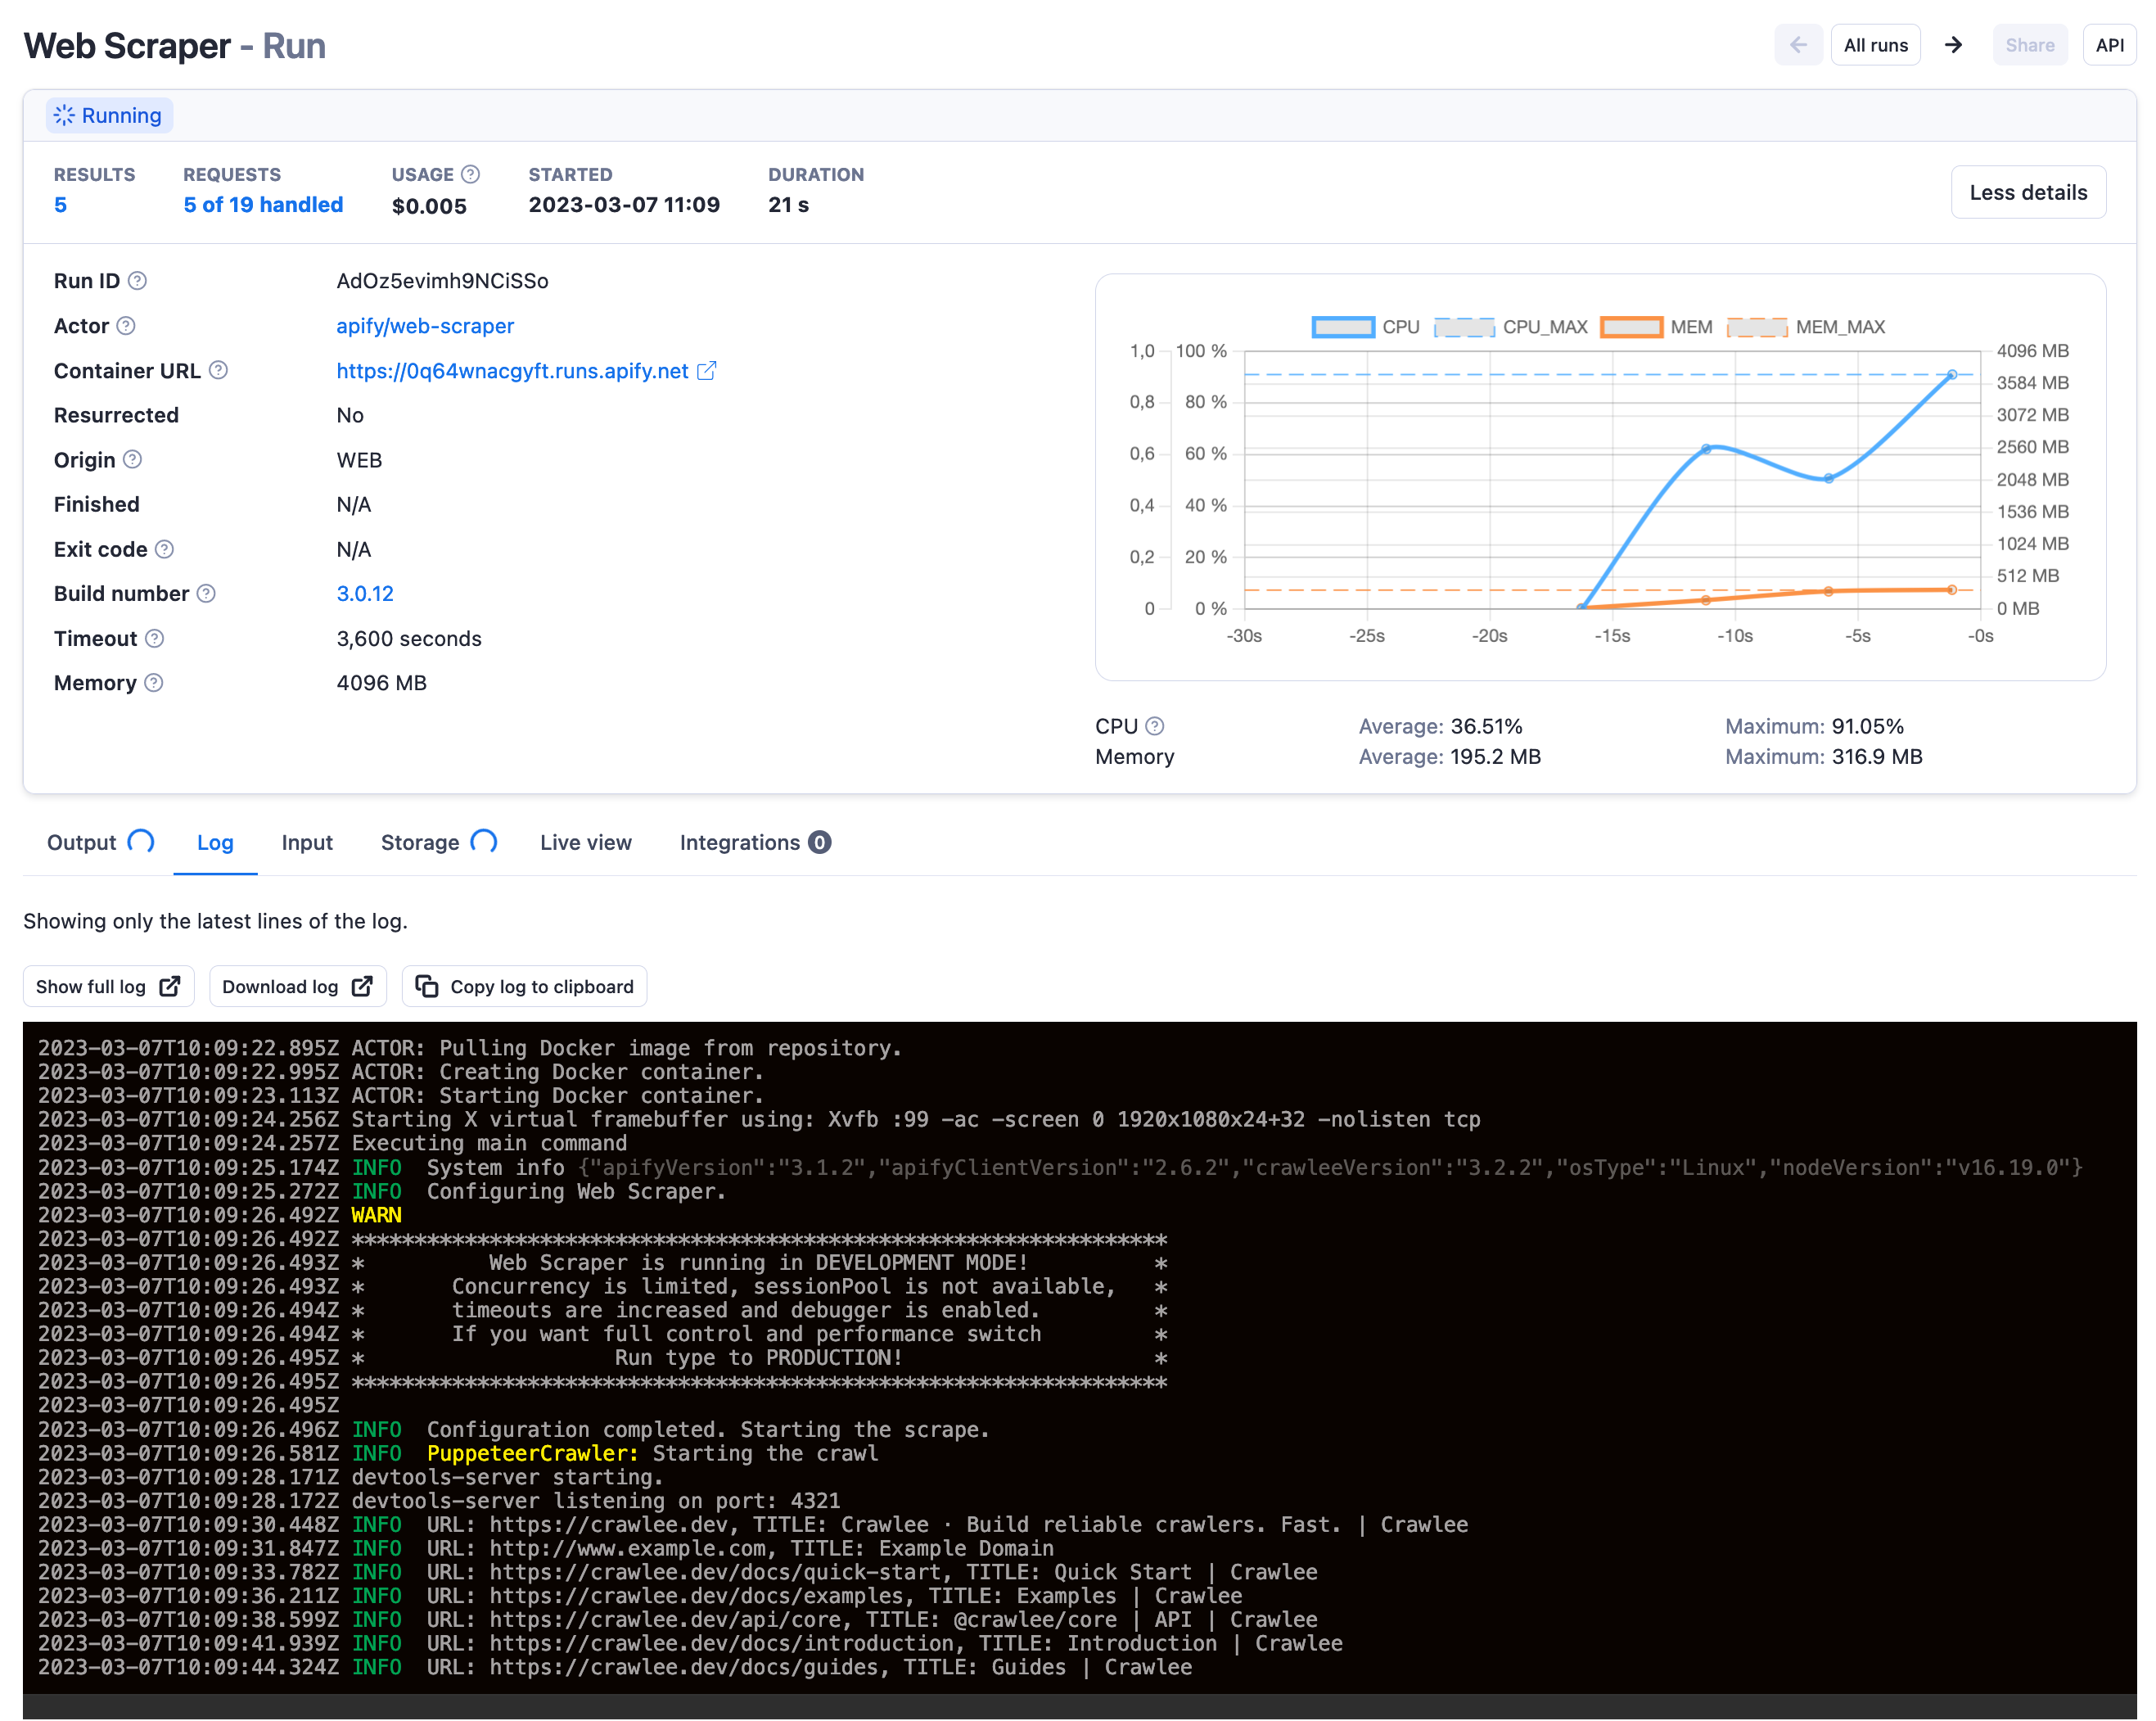 Web Scraper - Run
All runs
Share
API
Running
RESULTS REQUESTS USAGE STARTED DURATION
5 5 of 19 handled $0.005 2023-03-07 11:09 21 s
Less details
Run ID AdOz5evimh9NCiSSo
Actor apify/web-scraper
Container URL https://0q64wnacgyft.runs.apify.net
Resurrected No
Origin WEB
Finished N/A
Exit code N/A
Build number 3.0.12
Timeout 3,600 seconds
Memory 4096 MB
CPU CPU_MAX MEM MEM_MAX
1,0 100 % 4096 MB
3584 MB
0,8 80 %
3072 MB
0,6 60 % 2560 MB
2048 MB
0,4 40 % 1536 MB
1024 MB
0,2 20 %
512 MB
0 0 % 0 MB
-30s -25s -20s -15s -10s -5s -0s
CPU Average: 36.51% Maximum: 91.05%
Memory Average: 195.2 MB Maximum: 316.9 MB
Output Log Input Storage Live view Integrations 0
Showing only the latest lines of the log.
Show full log Download log Copy log to clipboard
2023-03-07T10:09:22.895Z ACTOR: Pulling Docker image from repository.
2023-03-07T10:09:22.995Z ACTOR: Creating Docker container.
2023-03-07T10:09:23.113Z ACTOR: Starting Docker container.
2023-03-07T10:09:24.256Z Starting X virtual framebuffer using: Xvfb :99 -ac -screen 0 1920x1080x24+32 -nolisten tcp
2023-03-07T10:09:24.257Z Executing main command
2023-03-07T10:09:25.174Z INFO  System info {"apifyVersion":"3.1.2","apifyClientVersion":"2.6.2","crawleeVersion":"3.2.2","osType":"Linux","nodeVersion":"v16.19.0"}
2023-03-07T10:09:25.272Z INFO  Configuring Web Scraper.
2023-03-07T10:09:26.492Z WARN
2023-03-07T10:09:26.492Z *****************************************************************
2023-03-07T10:09:26.493Z *          Web Scraper is running in DEVELOPMENT MODE!          *
2023-03-07T10:09:26.493Z *       Concurrency is limited, sessionPool is not available,   *
2023-03-07T10:09:26.494Z *       timeouts are increased and debugger is enabled.         *
2023-03-07T10:09:26.494Z *       If you want full control and performance switch         *
2023-03-07T10:09:26.495Z *                    Run type to PRODUCTION!                    *
2023-03-07T10:09:26.495Z *****************************************************************
2023-03-07T10:09:26.495Z
2023-03-07T10:09:26.496Z INFO  Configuration completed. Starting the scrape.
2023-03-07T10:09:26.581Z INFO  PuppeteerCrawler: Starting the crawl
2023-03-07T10:09:28.171Z devtools-server starting.
2023-03-07T10:09:28.172Z devtools-server listening on port: 4321
2023-03-07T10:09:30.448Z INFO  URL: https://crawlee.dev, TITLE: Crawlee · Build reliable crawlers. Fast. | Crawlee
2023-03-07T10:09:31.847Z INFO  URL: http://www.example.com, TITLE: Example Domain
2023-03-07T10:09:33.782Z INFO  URL: https://crawlee.dev/docs/quick-start, TITLE: Quick Start | Crawlee
2023-03-07T10:09:36.211Z INFO  URL: https://crawlee.dev/docs/examples, TITLE: Examples | Crawlee
2023-03-07T10:09:38.599Z INFO  URL: https://crawlee.dev/api/core, TITLE: @crawlee/core | API | Crawlee
2023-03-07T10:09:41.939Z INFO  URL: https://crawlee.dev/docs/introduction, TITLE: Introduction | Crawlee
2023-03-07T10:09:44.324Z INFO  URL: https://crawlee.dev/docs/guides, TITLE: Guides | Crawlee